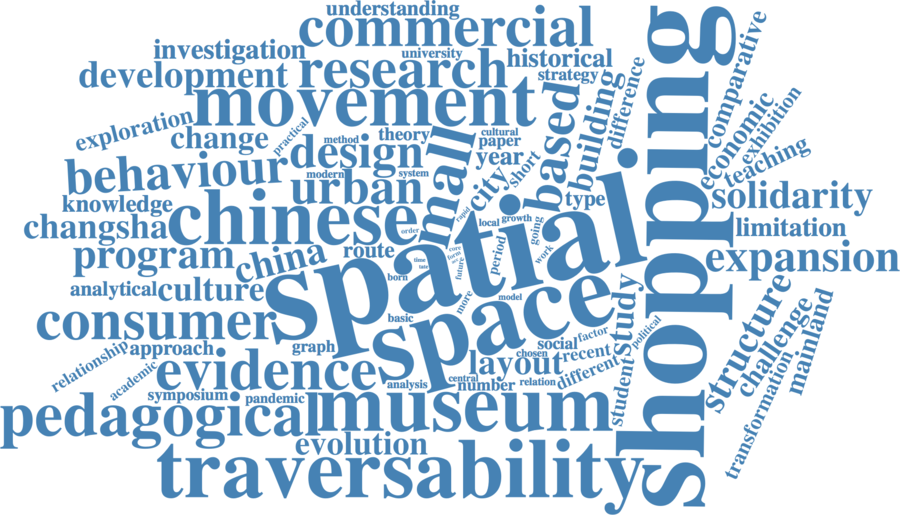 understanding
commercial
shopping
investigation
university
historical
development
research
strategy
comparative
movement
based
building
difference
economic
exhibition
exploration
change
practical
method
theory
cultural
paper
mall
year
short
teaching
behaviour
design
modern
system
city
type
solidarity
knowledge
urban
chinese
rapid
local
growth
going
spatial
limitation
changsha
order
program
china
route
core
form
period
work
expansion
time
future
analytical
culture
born
more
model
space
study
structure
challenge
mainland
consumer
basic
graph
social
factor
political
relationship
approach
layout
chosen
recent
academic
evidence
analysis
central
number
relation
different
student
transformation
symposium
pandemic
pedagogical
museum
evolution
traversability